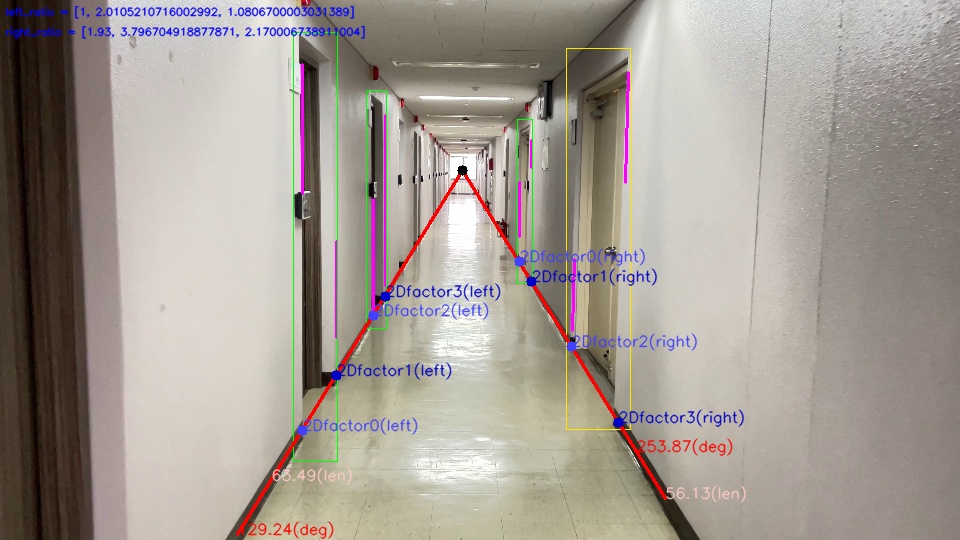 = [1, 2.0105210716002992, 1.0806700003031389]
= [1.93, 3.796704918877871, 2.170006738911004]
2Dfactor0(right)
2Dfactor1(right)
2Dfactor3(left)
2Dfactor2(left)
2Dfactor2(right)
2Dfactor1(left)
2Dfactor3(right)
2Dfactor0(left)
253.87(deg)
65.49(len)
56.13(len)
29.24(deg)